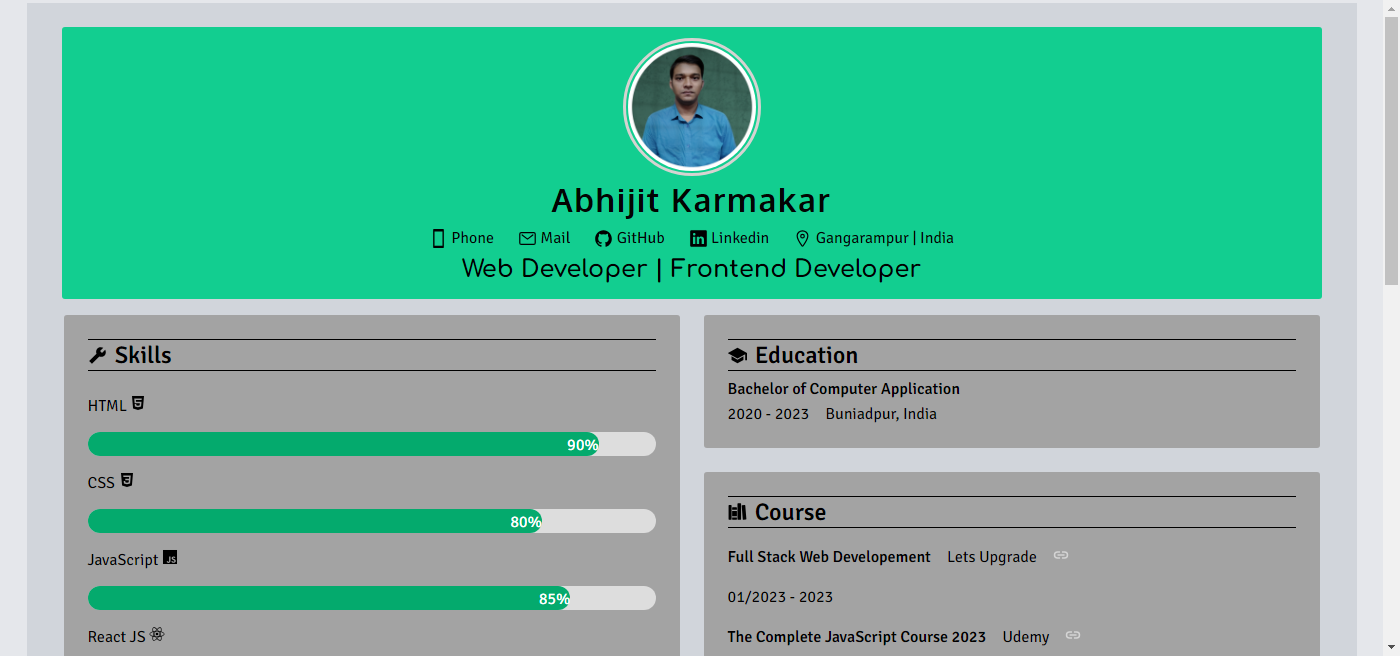 Abhijit Karmakar
Phone Mail GitHub Linkedin Gangarampur | India
Web Developer | Frontend Developer
Skills
HTML
90%
CSS
80%
JavaScript JS
85%
React JS
Education
Bachelor of Computer Application
2020 - 2023 Buniadpur, India
Course
Full Stack Web Developement Lets Upgrade
01/2023 - 2023
The Complete JavaScript Course 2023 Udemy